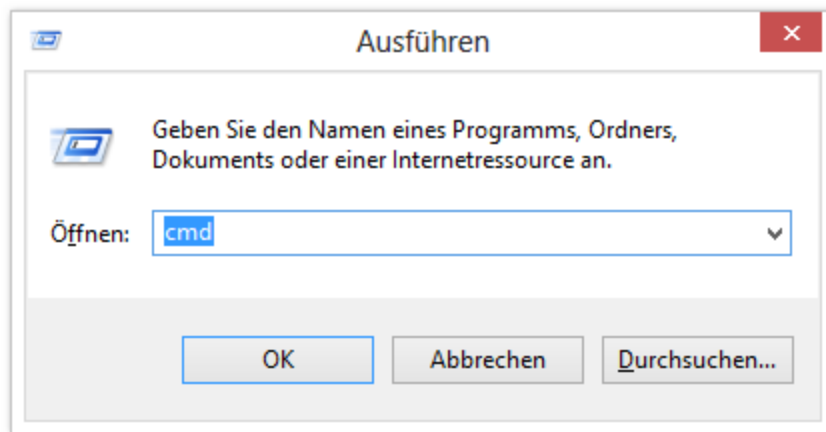 Ausführen
Geben Sie den Namen eines Programms, Ordners,
Dokuments oder einer Internetressource an.
Öffnen: cmd
OK Abbrechen Durchsuchen...